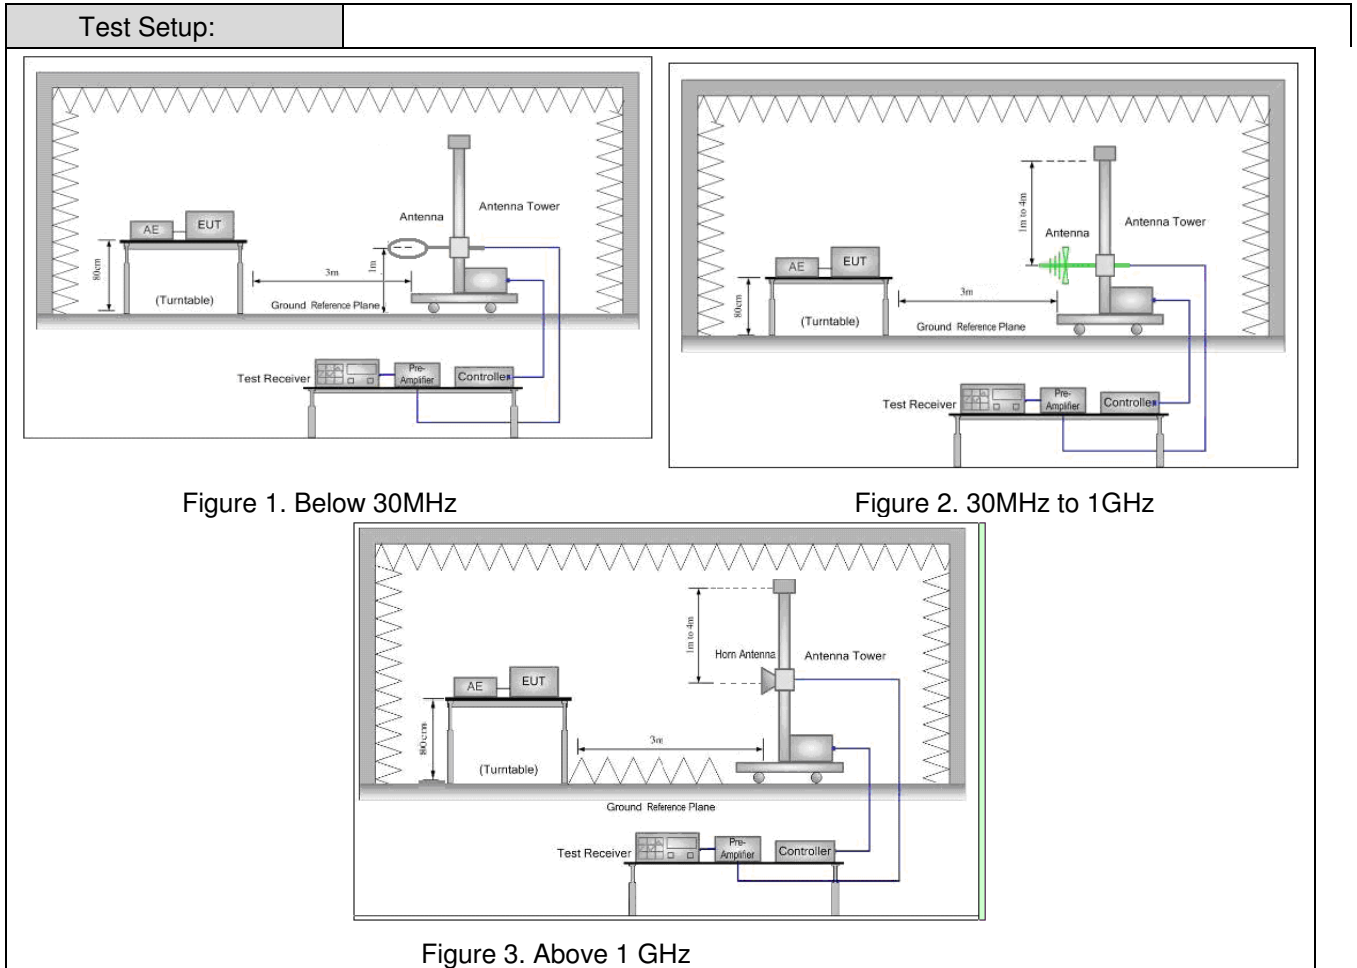 Test Setup:
Antenna
Antenna Tower
AE
EUT
80cm
3m
1m
(Turntable)
Ground Reference Plane
Test Receiver
Pre-
Amplifier
Controller
Figure 1. Below 30MHz
1m to 4m
Antenna
Antenna Tower
AE
EUT
80cm
3m
(Turntable)
Ground Reference Plane
Test Receiver
Pre-
Amplifier
Controller
Figure 2. 30MHz to 1GHz
1m to 4m
Horn Antenna
Antenna Tower
AE
EUT
80cm
3m
(Turntable)
Ground Reference Plane
Test Receiver
Pre-
Amplifier
Controller
Figure 3. Above 1 GHz